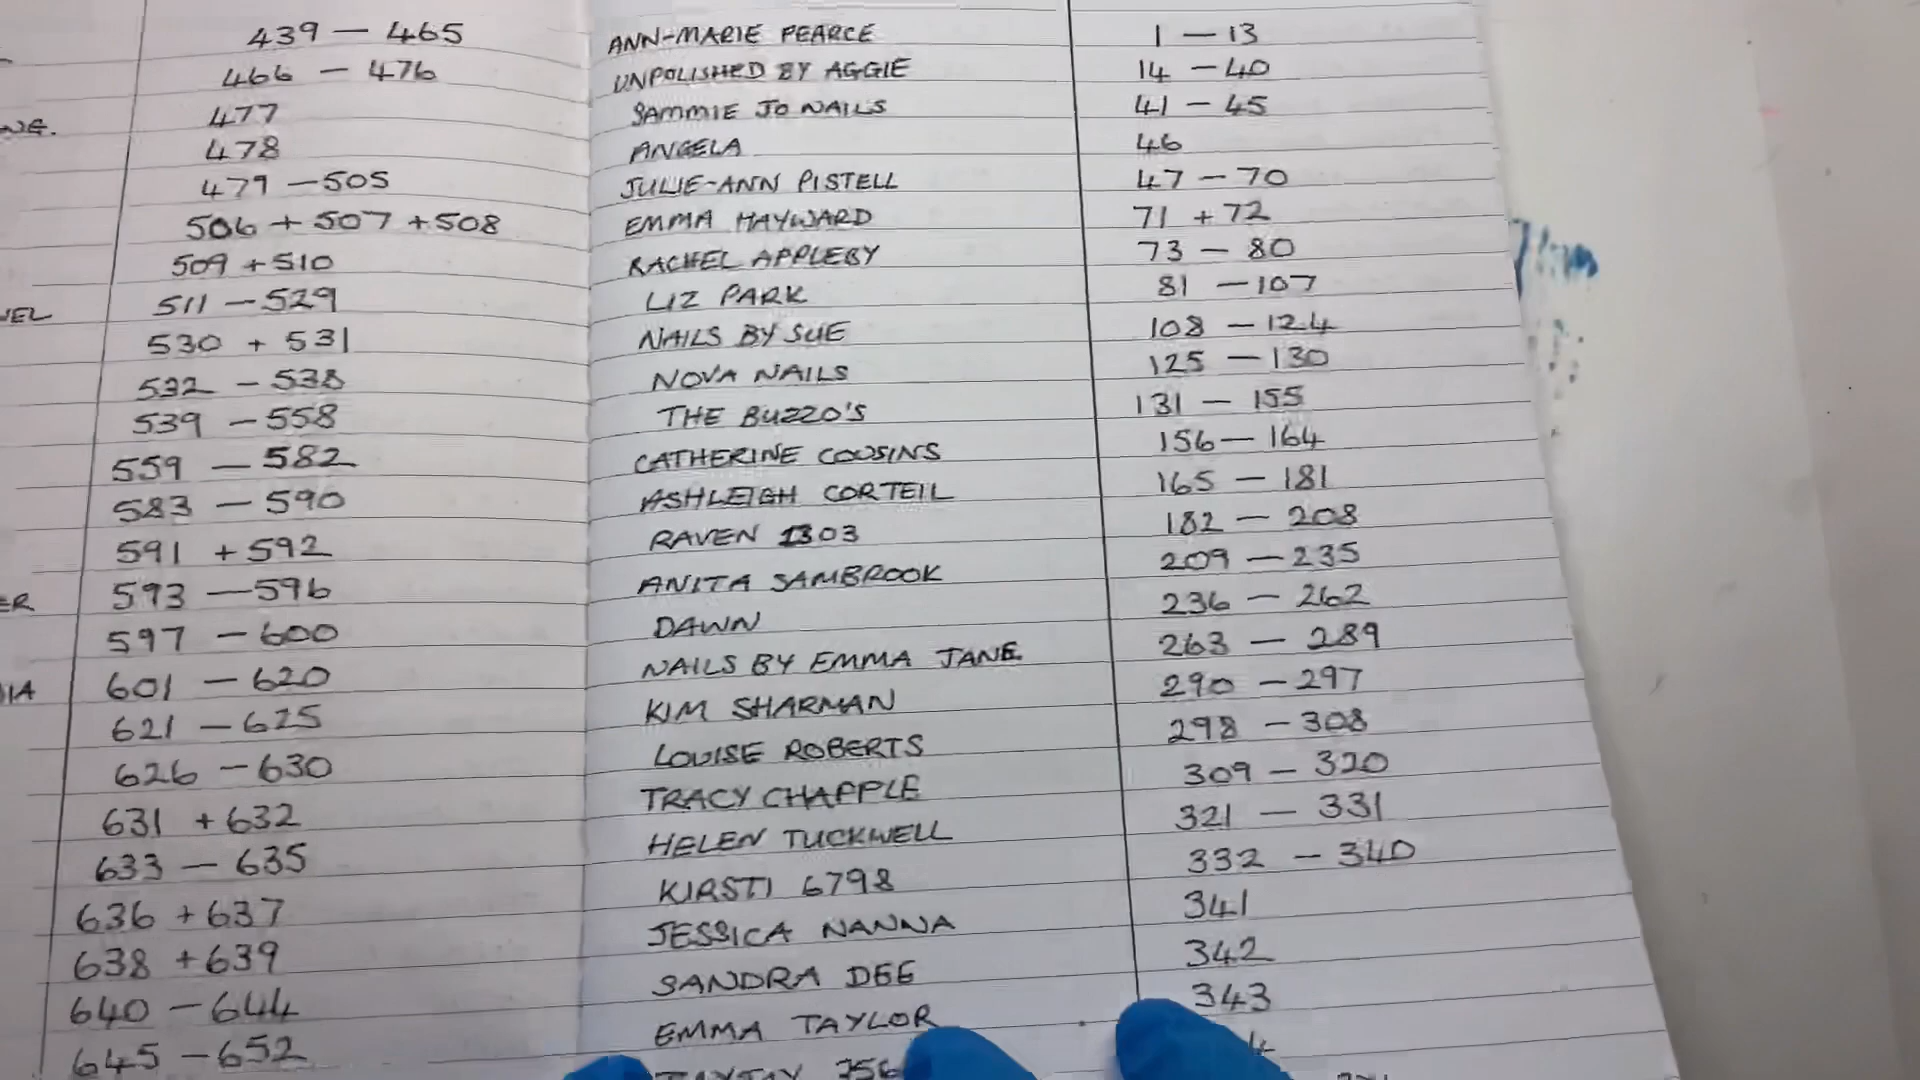 439 — 465
466 — 476
NE. 477
478
479 — 505
506 + 507 + 508
509 + 510
511 — 529
530 + 531
532 — 538
539 — 558
559 — 582
583 — 590
591 + 592
ER 593 — 596
597 — 600
IA 601 — 620
621 — 625
626 — 630
631 + 632
633 — 635
636 + 637
638 + 639
640 — 644
645 — 652
ANN-MARIE PEARCE 1 — 13
UNPOLISHED BY AGGIE 14 — 40
SAMMIE JO NAILS 41 — 45
ANGELA 46
JULIE-ANN PISTELL 47 — 70
EMMA HAYWARD 71 + 72
RACHEL APPLEBY 73 — 80
LIZ PARK 81 — 107
NAILS BY SUE 108 — 124
NOVA NAILS 125 — 130
THE BUZZO'S 131 — 155
CATHERINE COUSINS 156 — 164
ASHLEIGH CORTEIL 165 — 181
RAVEN 1303 182 — 208
ANITA SAMBROOK 209 — 235
DAWN 236 — 262
NAILS BY EMMA JANE 263 — 289
KIM SHARMAN 290 — 297
LOUISE ROBERTS 298 — 308
TRACY CHAPPLE 309 — 320
HELEN TUCKWELL 321 — 331
KIRSTI 6798 332 — 340
JESSICA NANNA 341
SANDRA DEE 342
EMMA TAYLOR 343